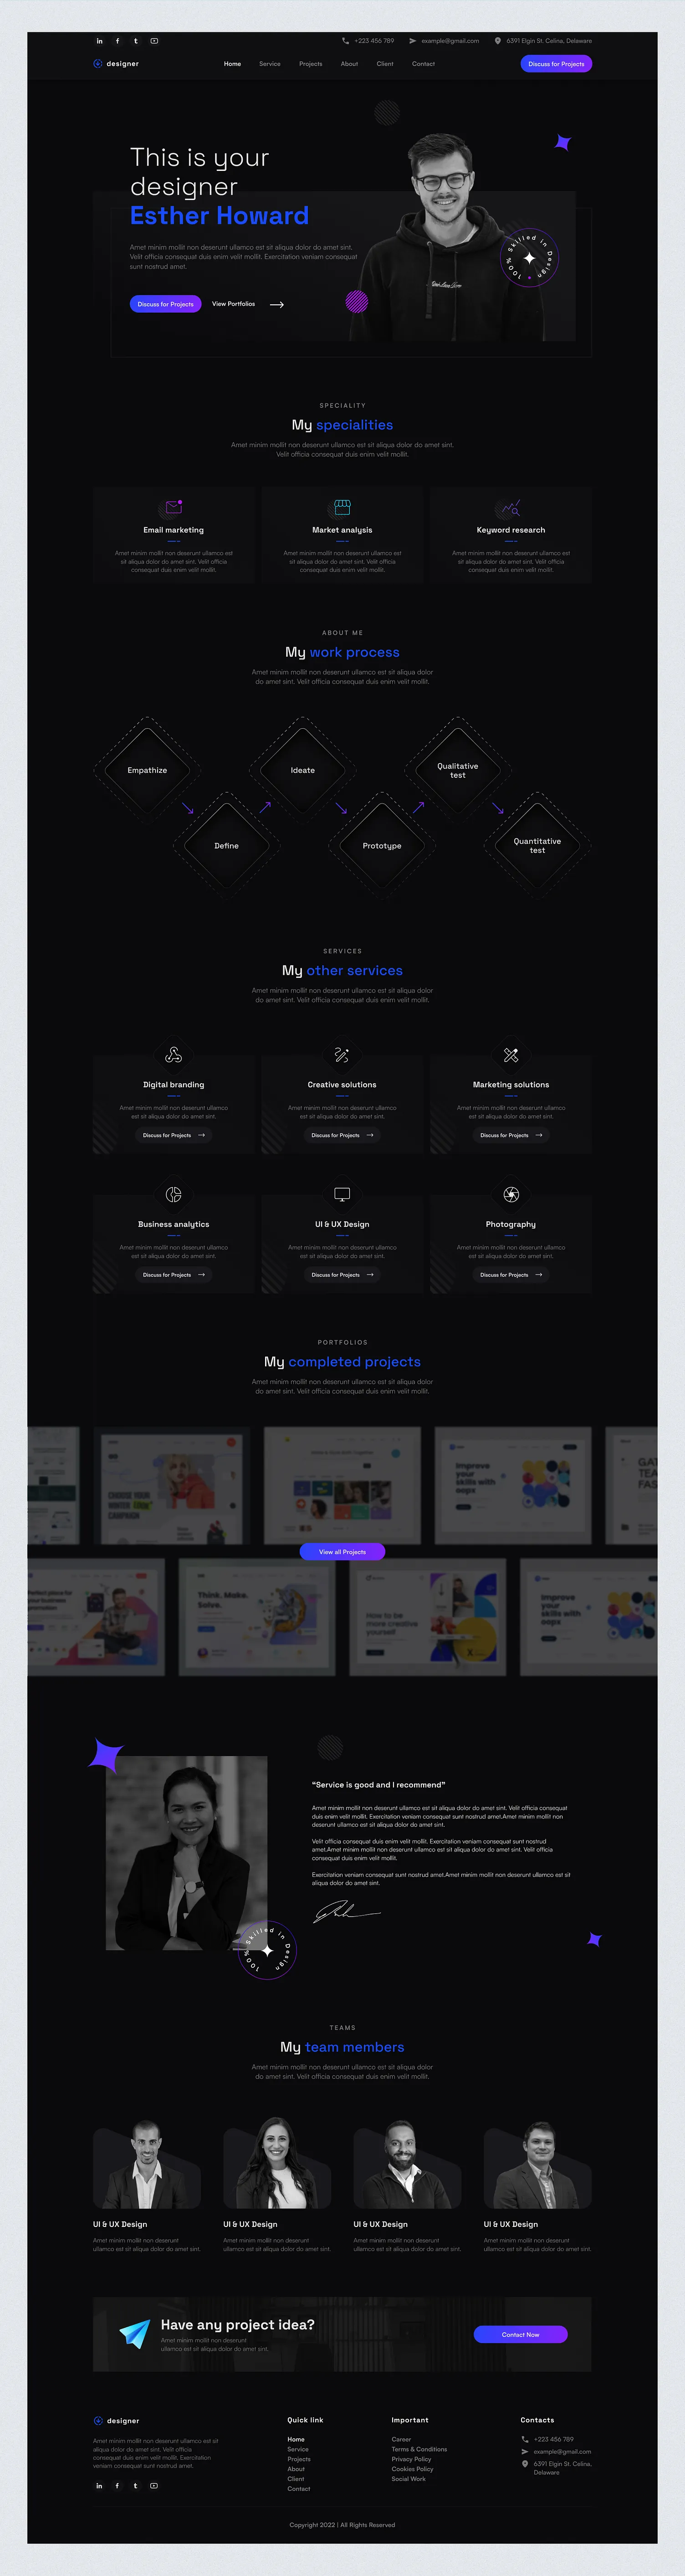 +223 456 789
example@gmail.com
6391 Elgin St. Celina, Delaware
designer
Home
Service
Projects
About
Client
Contact
Discuss for Projects
This is your
designer
Esther Howard
Amet minim mollit non deserunt ullamco est sit aliqua dolor do amet sint.
Velit officia consequat duis enim velit mollit. Exercitation veniam consequat
sunt nostrud amet.
Discuss for Projects
View Portfolios
100% Skilled in Design
SPECIALITY
My specialities
Amet minim mollit non deserunt ullamco est sit aliqua dolor do amet sint.
Velit officia consequat duis enim velit mollit.
Email marketing
Amet minim mollit non deserunt ullamco est
sit aliqua dolor do amet sint. Velit officia
consequat duis enim velit mollit.
Market analysis
Amet minim mollit non deserunt ullamco est
sit aliqua dolor do amet sint. Velit officia
consequat duis enim velit mollit.
Keyword research
Amet minim mollit non deserunt ullamco est
sit aliqua dolor do amet sint. Velit officia
consequat duis enim velit mollit.
ABOUT ME
My work process
Amet minim mollit non deserunt ullamco est sit aliqua dolor
do amet sint. Velit officia consequat duis enim velit mollit.
Empathize
Ideate
Qualitative
test
Define
Prototype
Quantitative
test
SERVICES
My other services
Amet minim mollit non deserunt ullamco est sit aliqua dolor
do amet sint. Velit officia consequat duis enim velit mollit.
Digital branding
Amet minim mollit non deserunt ullamco
est sit aliqua dolor do amet sint.
Discuss for Projects
Creative solutions
Amet minim mollit non deserunt ullamco
est sit aliqua dolor do amet sint.
Discuss for Projects
Marketing solutions
Amet minim mollit non deserunt ullamco
est sit aliqua dolor do amet sint.
Discuss for Projects
Business analytics
Amet minim mollit non deserunt ullamco
est sit aliqua dolor do amet sint.
Discuss for Projects
UI & UX Design
Amet minim mollit non deserunt ullamco
est sit aliqua dolor do amet sint.
Discuss for Projects
Photography
Amet minim mollit non deserunt ullamco
est sit aliqua dolor do amet sint.
Discuss for Projects
PORTFOLIOS
My completed projects
Amet minim mollit non deserunt ullamco est sit aliqua dolor
do amet sint. Velit officia consequat duis enim velit mollit.
CHOOSE YOUR
WINTER
CAMPAIGN
Improve
your
skills with
View all Projects
Think. Make.
Solve.
How to be
more creative
yourself
Improve
your
skills with
“Service is good and I recommend”
Amet minim mollit non deserunt ullamco est sit aliqua dolor do amet sint. Velit officia consequat
duis enim velit mollit. Exercitation veniam consequat sunt nostrud amet.Amet minim mollit non
deserunt ullamco est sit aliqua dolor do amet sint.
Velit officia consequat duis enim velit mollit. Exercitation veniam consequat sunt nostrud
amet.Amet minim mollit non deserunt ullamco est sit aliqua dolor do amet sint. Velit officia
consequat duis enim velit mollit.
Exercitation veniam consequat sunt nostrud amet.Amet minim mollit non deserunt ullamco est sit
aliqua dolor do amet sint.
100% Skilled in Design
TEAMS
My team members
Amet minim mollit non deserunt ullamco est sit aliqua dolor
do amet sint. Velit officia consequat duis enim velit mollit.
UI & UX Design
Amet minim mollit non deserunt
ullamco est sit aliqua dolor do amet sint.
UI & UX Design
Amet minim mollit non deserunt
ullamco est sit aliqua dolor do amet sint.
UI & UX Design
Amet minim mollit non deserunt
ullamco est sit aliqua dolor do amet sint.
UI & UX Design
Amet minim mollit non deserunt
ullamco est sit aliqua dolor do amet sint.
Have any project idea?
Amet minim mollit non deserunt
ullamco est sit aliqua dolor do amet sint.
Contact Now
designer
Amet minim mollit non deserunt ullamco est sit
aliqua dolor do amet sint. Velit officia
consequat duis enim velit mollit. Exercitation
veniam consequat sunt nostrud amet.
Quick link
Home
Service
Projects
About
Client
Contact
Important
Career
Terms & Conditions
Privacy Policy
Cookies Policy
Social Work
Contacts
+223 456 789
example@gmail.com
6391 Elgin St. Celina,
Delaware
Copyright 2022 | All Rights Reserved